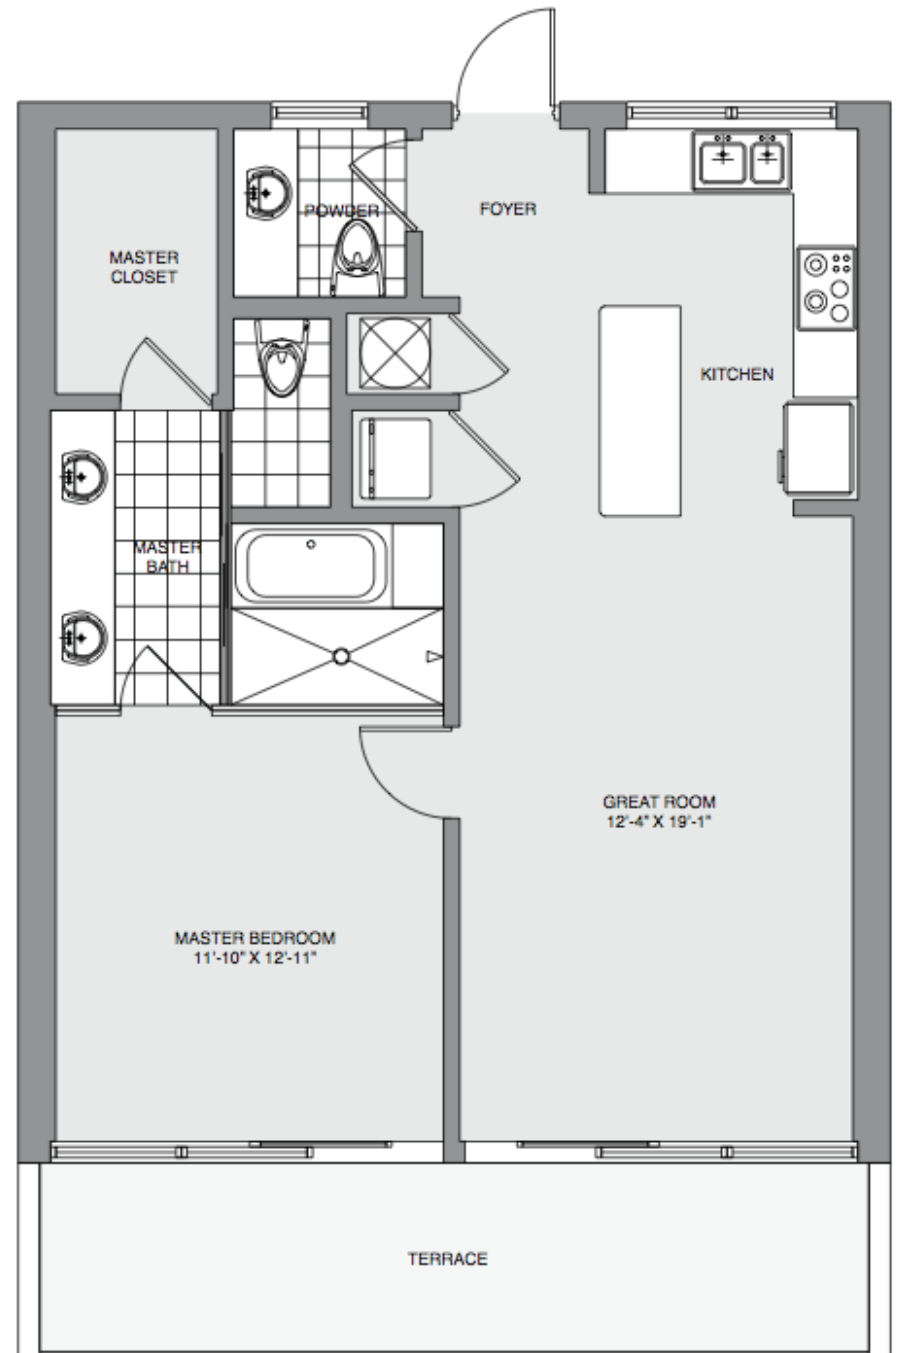 POWDER
FOYER
MASTER
CLOSET
KITCHEN
MASTER
BATH
GREAT ROOM
12'-4" X 19'-1"
MASTER BEDROOM
11'-10" X 12'-11"
TERRACE